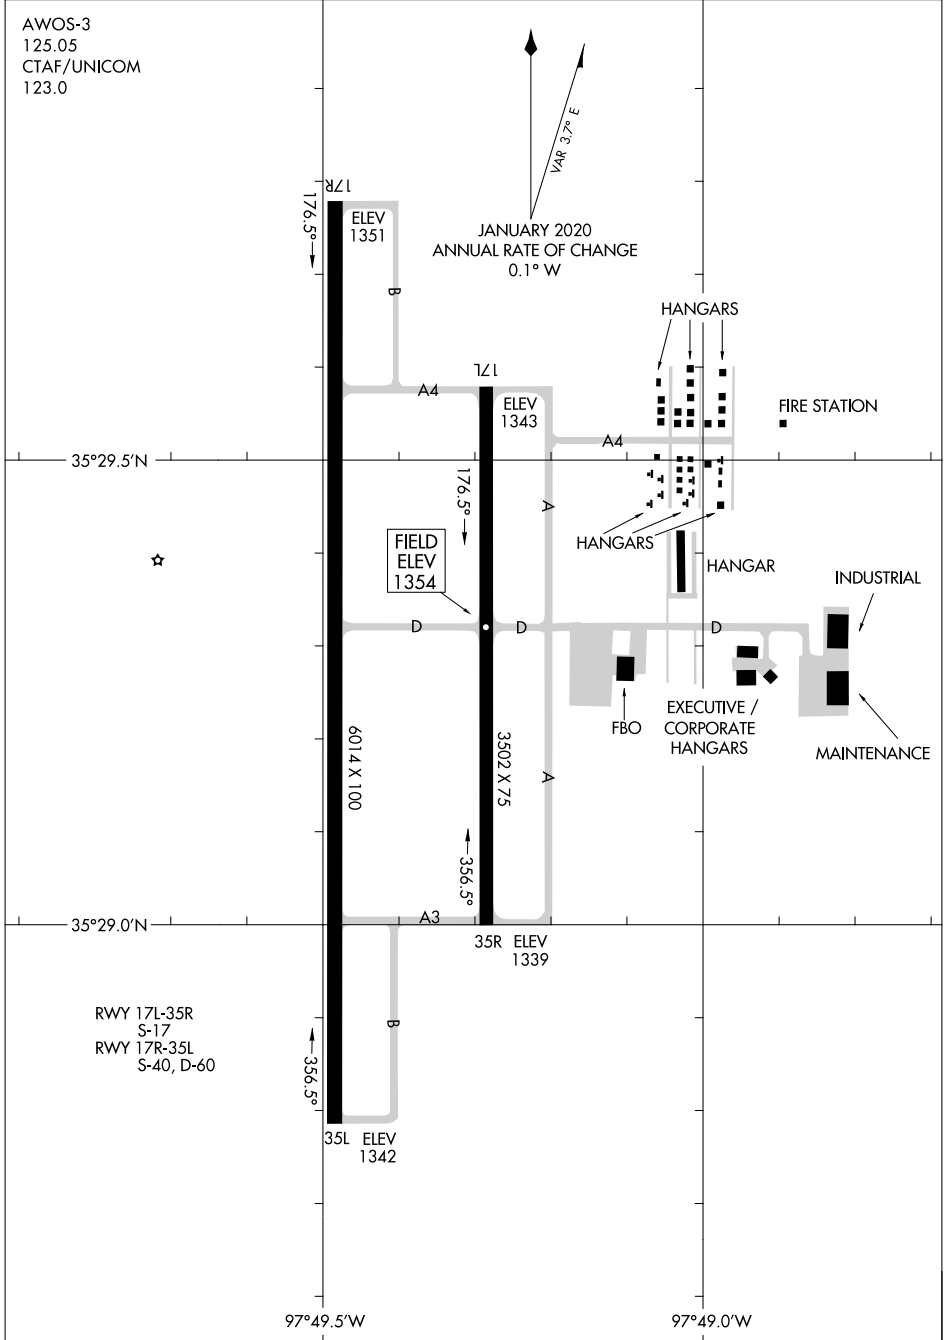 AWOS-3
125.05
CTAF/UNICOM
123.0
VAR 3.7° E
JANUARY 2020
ANNUAL RATE OF CHANGE
0.1° W
17R
176.5°
ELEV
1351
B
HANGARS
17L
A4
ELEV
1343
FIRE STATION
A4
35°29.5'N
176.5°
A
FIELD
ELEV
1354
HANGARS
HANGAR
INDUSTRIAL
D
D
D
FBO
EXECUTIVE /
CORPORATE
HANGARS
MAINTENANCE
6014 X 100
3502 X 75
A
356.5°
A3
35°29.0'N
35R ELEV
1339
RWY 17L-35R
S-17
RWY 17R-35L
S-40, D-60
B
356.5°
35L ELEV
1342
97°49.5'W
97°49.0'W